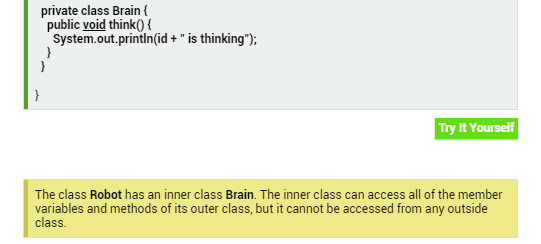 private class Brain {
public void think() {
System.out.println(id + " is thinking");
}
}
}
Try It Yourself
The class Robot has an inner class Brain. The inner class can access all of the member
variables and methods of its outer class, but it cannot be accessed from any outside
class.